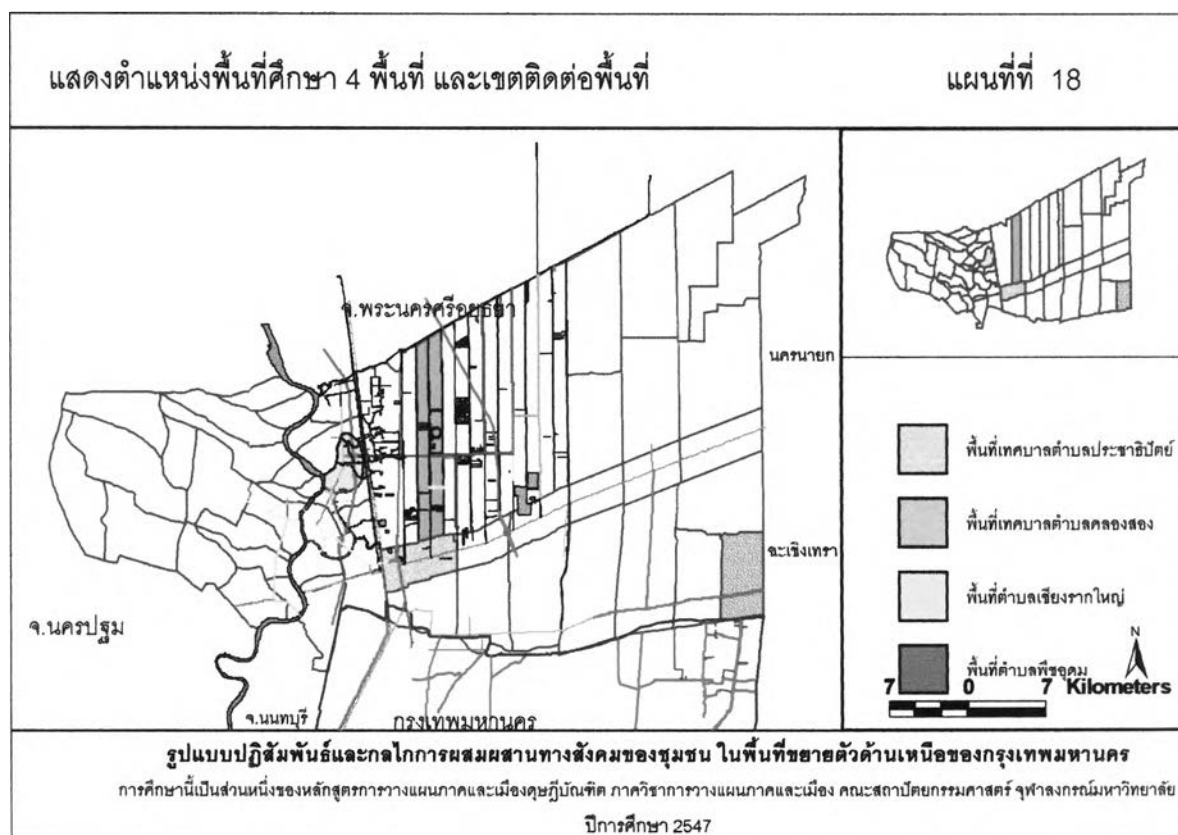 แสดงตำแหน่งพื้นที่ศึกษา 4 พื้นที่ และเขตติดต่อพื้นที่
แผนที่ที่ 18
จ.พระนครศรีอยุธยา
นครนายก
ฉะเชิงเทรา
จ.นครปฐม
จ.นนทบุรี
กรุงเทพมหานคร
พื้นที่เทศบาลตำบลประชาธิปัตย์
พื้นที่เทศบาลตำบลคลองสอง
พื้นที่ตำบลเชียงรากใหญ่
พื้นที่ตำบลพืชอุดม
N
7 0 7 Kilometers
รูปแบบปฏิสัมพันธ์และกลไกการผสมผสานทางสังคมของชุมชน ในพื้นที่ขยายตัวด้านเหนือของกรุงเทพมหานคร
การศึกษานี้เป็นส่วนหนึ่งของหลักสูตรการวางแผนภาคและเมืองดุษฎีบัณฑิต ภาควิชาการวางแผนภาคและเมือง คณะสถาปัตยกรรมศาสตร์ จุฬาลงกรณ์มหาวิทยาลัย
ปีการศึกษา 2547